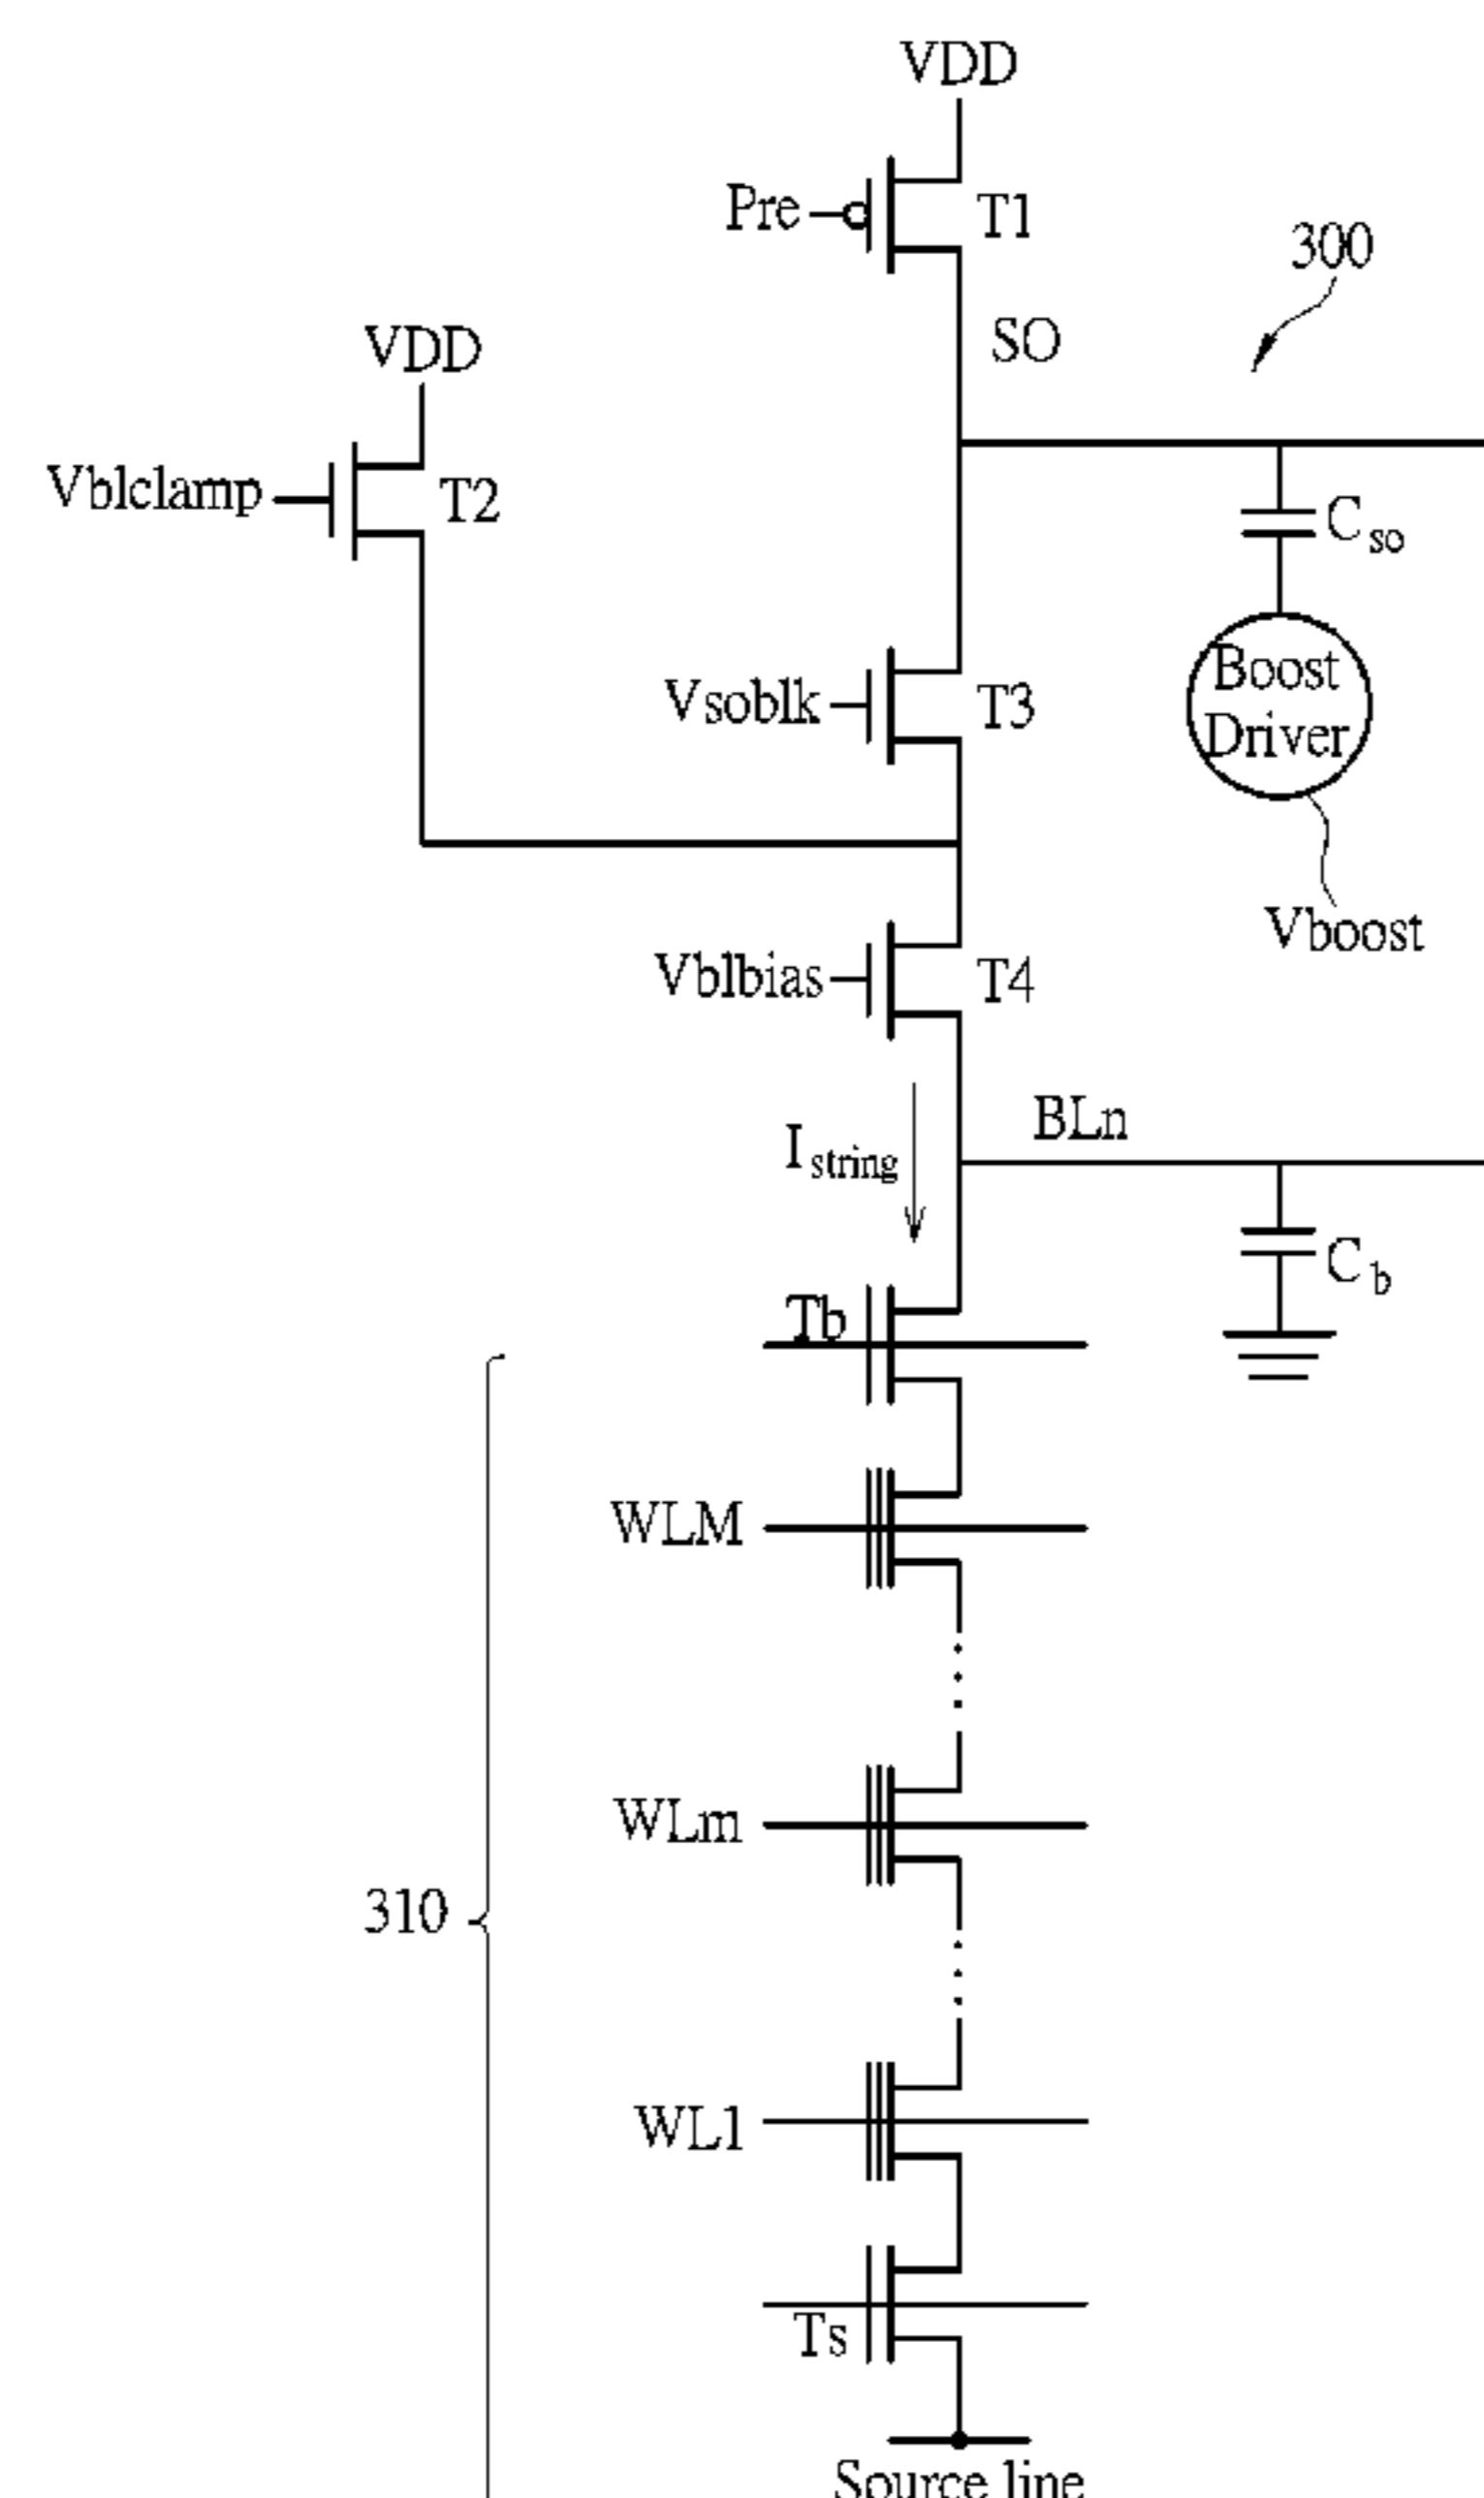 VDD
Pre
T1
300
SO
VDD
Vblclamp
T2
Cso
Boost
Driver
Vsoblk
T3
Vboost
Vblbias
T4
BLn
Istring
Cb
Tb
WLM
WLm
310
WL1
Ts
Source line